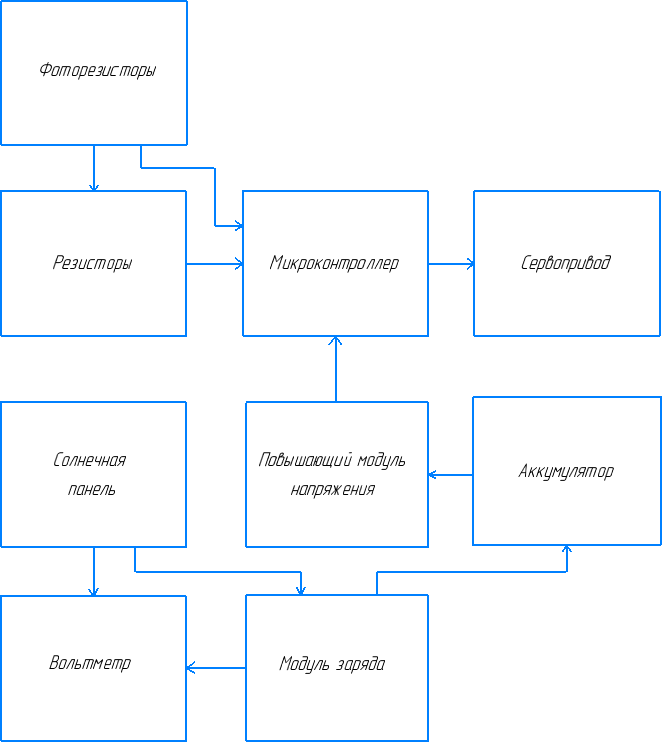 Фоторезисторы
Резисторы
Микроконтроллер
Сервопривод
Солнечная
панель
Повышающий модуль
напряжения
Аккумулятор
Вольтметр
Модуль заряда